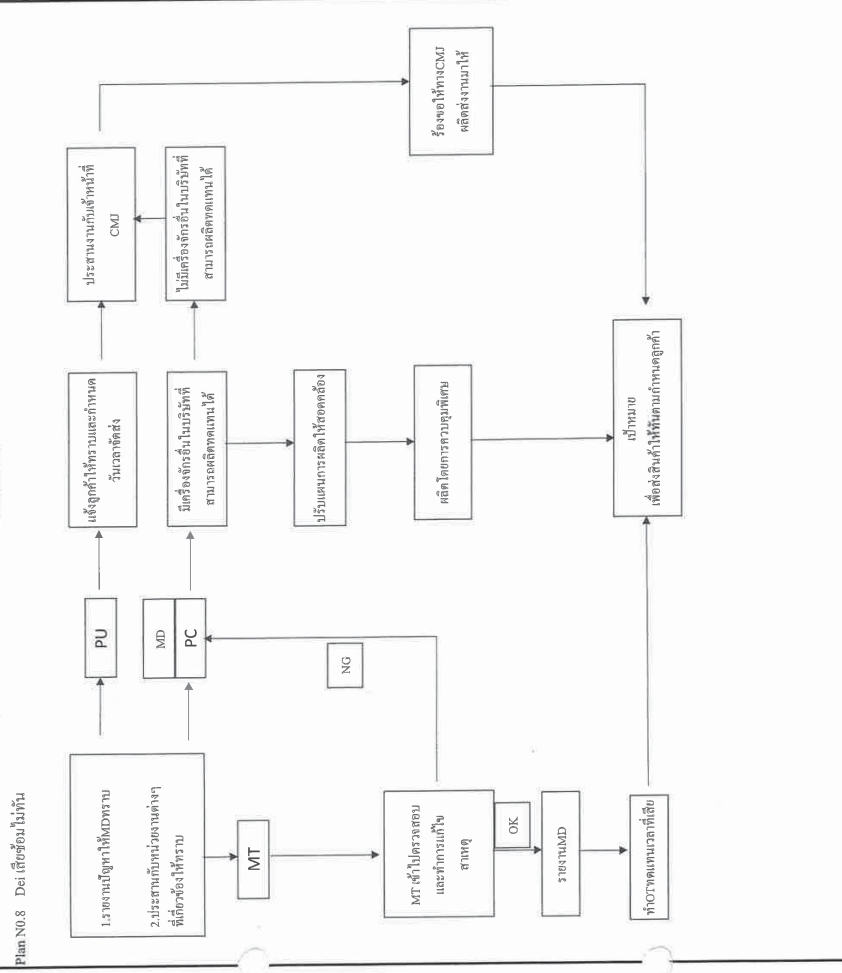 Plan N0.8 Dei เสียซ่อมไม่ทัน
1.รายงานปัญหาให้MDทราบ
2.ประสานกับหน่วยงานต่างๆ
ที่เกี่ยวข้องให้ทราบ
PU
แจ้งลูกค้าให้ทราบและกำหนด
วันเวลาจัดส่ง
ประสานงานกับเจ้าหน้าที่
CMJ
MD
PC
มีเครื่องจักรอื่นในบริษัทที่
สามารถผลิตทดแทนได้
ไม่มีเครื่องจักรอื่นในบริษัทที่
สามารถผลิตทดแทนได้
MT
ปรับแผนการผลิตให้สอดคล้อง
NG
MT เข้าไปตรวจสอบ
และทำการแก้ไข
สาเหตุ
ผลิตโดยการควบคุมพิเศษ
ร้องขอให้ทางCMJ
ผลิตส่งงานมาให้
OK
รายงานMD
ทำOTทดแทนเวลาที่เสีย
เป้าหมาย
เพื่อส่งสินค้าให้ทันตามกำหนดลูกค้า